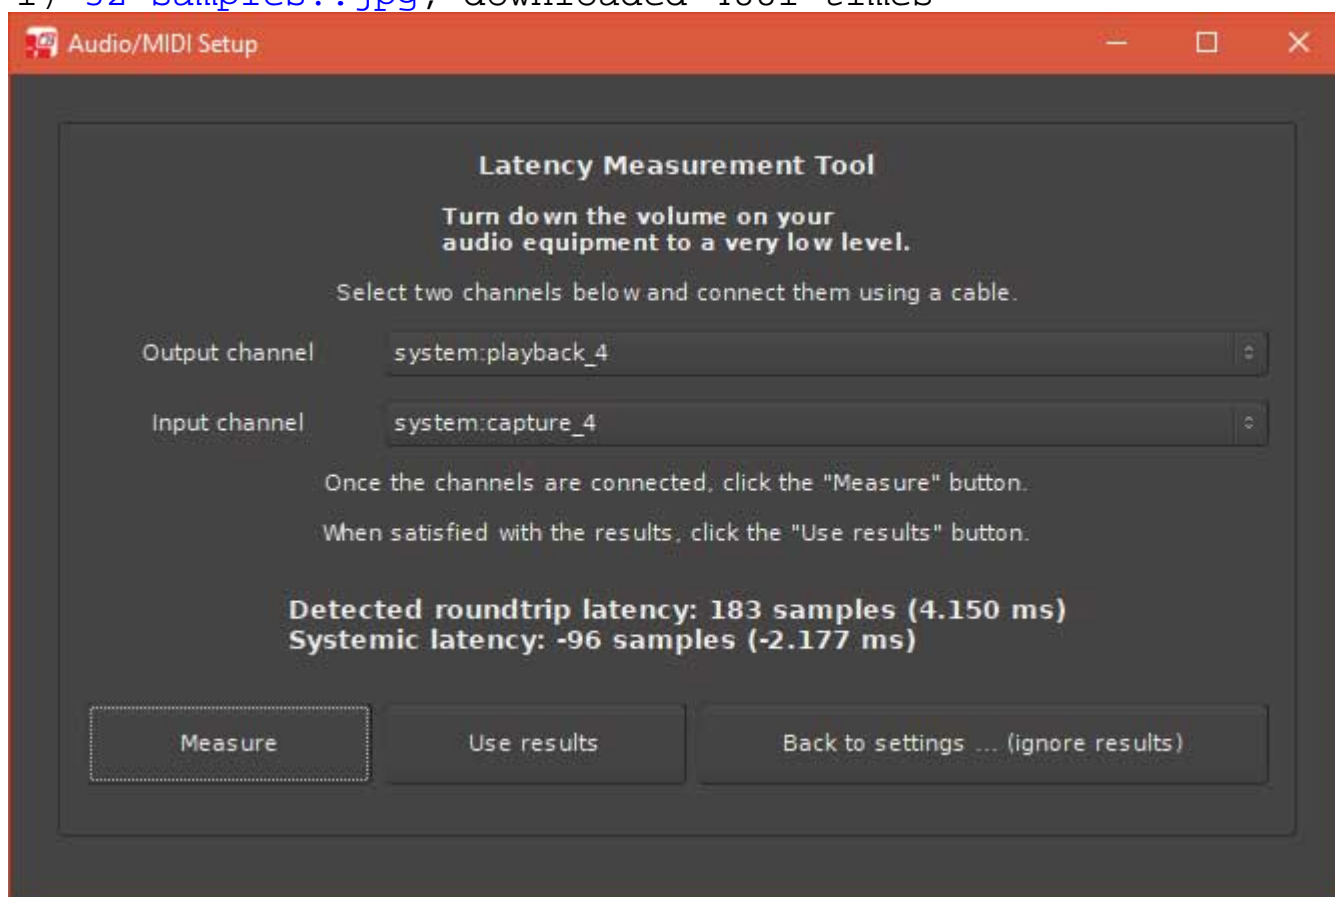 Audio/MIDI Setup
Latency Measurement Tool
Turn down the volume on your
audio equipment to a very low level.
Select two channels below and connect them using a cable.
Output channel system:playback_4
Input channel system:capture_4
Once the channels are connected, click the "Measure" button.
When satisfied with the results, click the "Use results" button.
Detected roundtrip latency: 183 samples (4.150 ms)
Systemic latency: -96 samples (-2.177 ms)
Measure Use results Back to settings ... (ignore results)